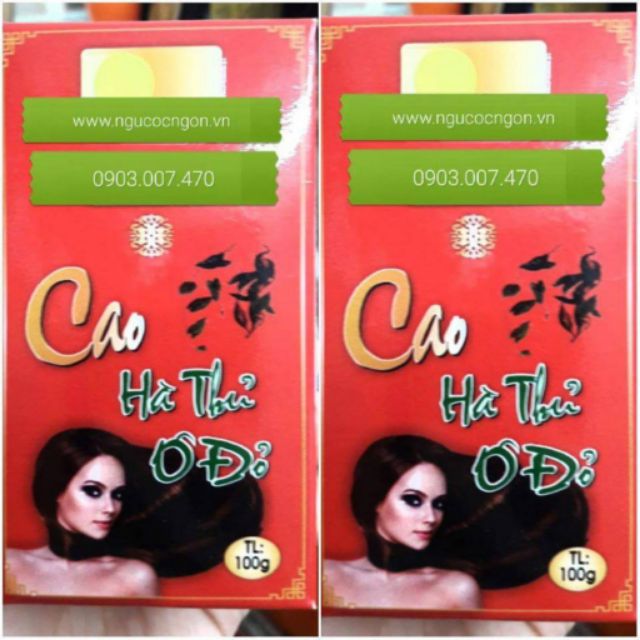 www.ngucocngon.vn
0903.007.470
Cao
Hà Thủ
Ô Đỏ
TL:
100g
www.ngucocngon.vn
0903.007.470
Cao
Hà Thủ
Ô Đỏ
TL:
100g